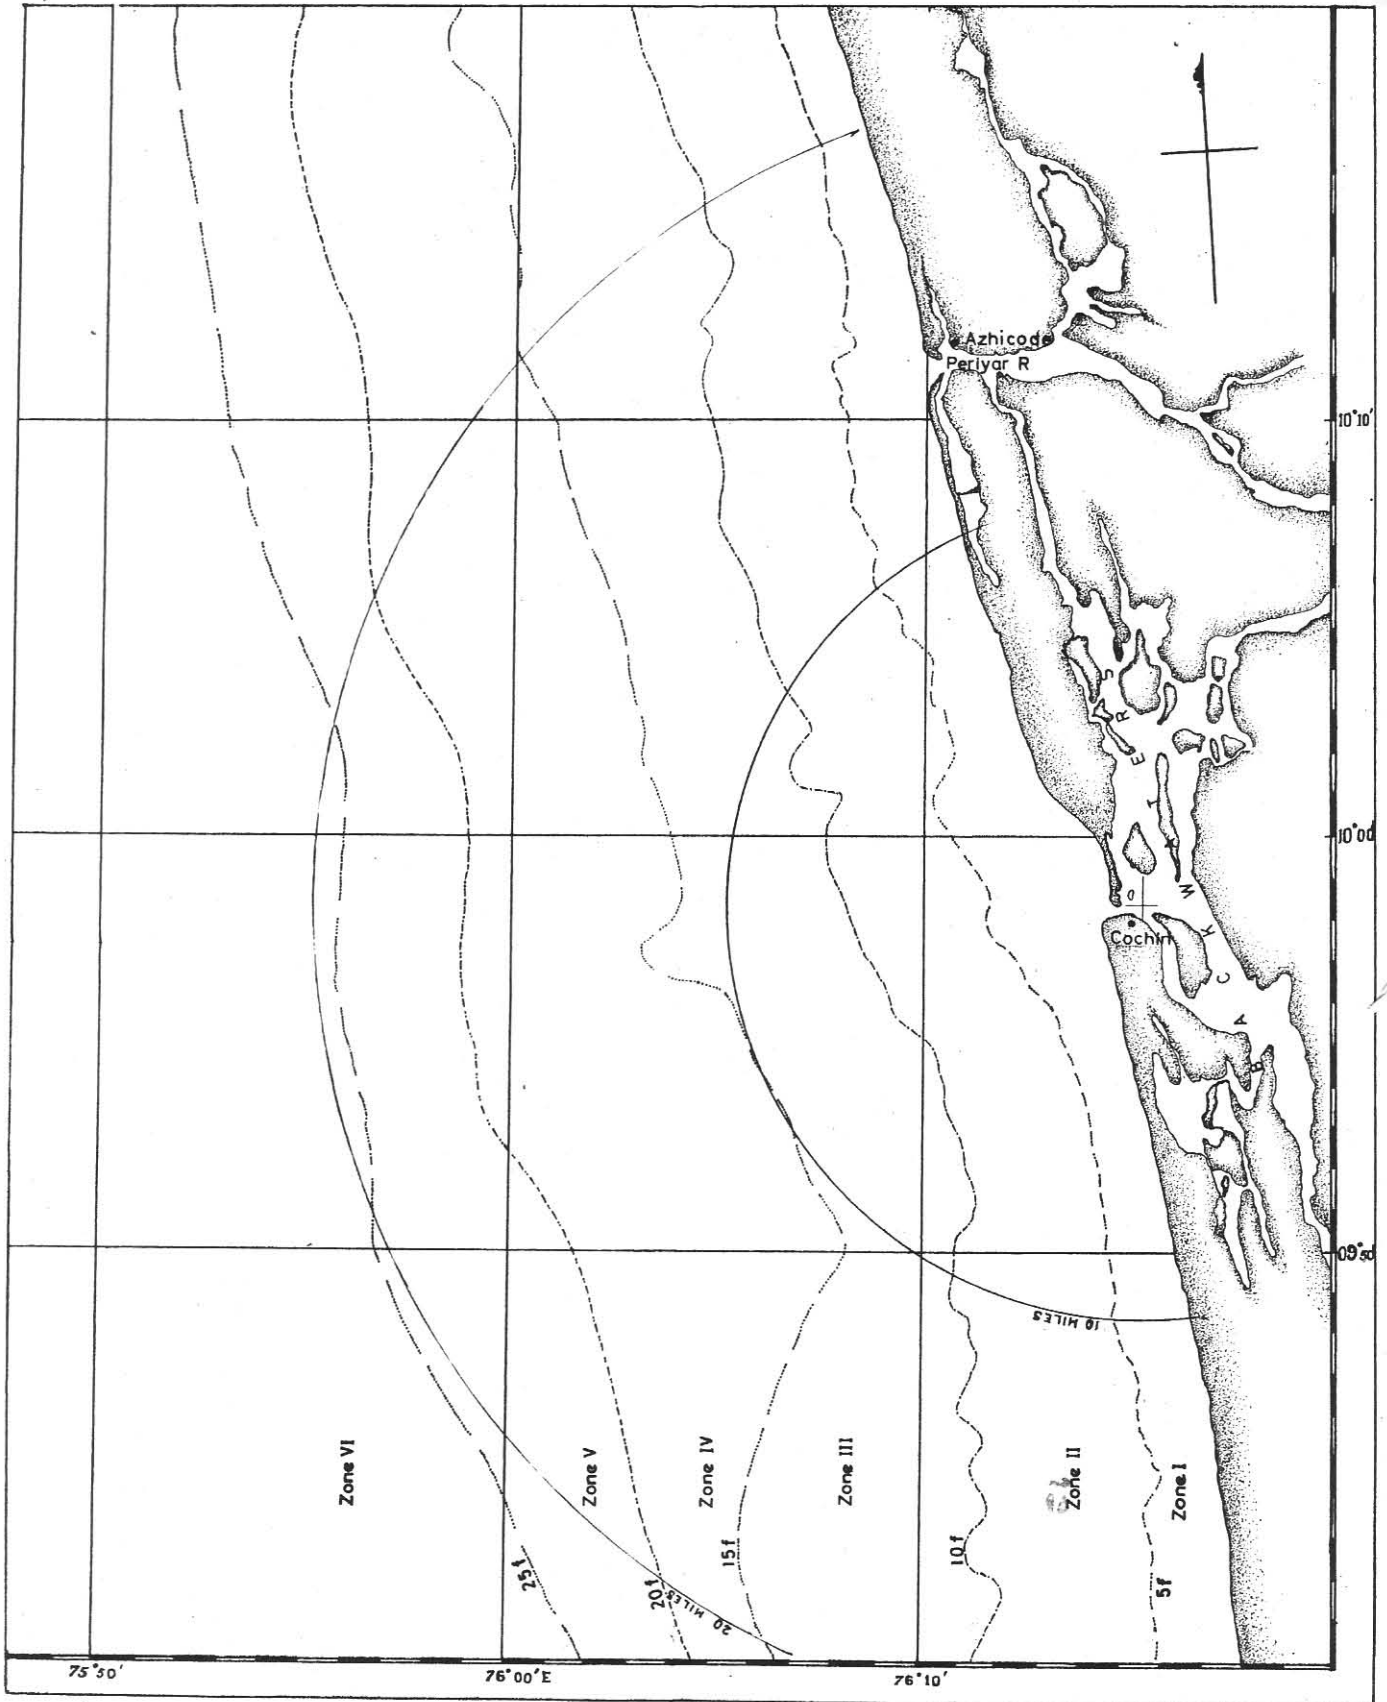 Azhicode
Periyar R
10°10'
10°00
Cochin
BACKWATERS
09°50
10 MILES
Zone VI
Zone V
Zone IV
Zone III
Zone II
Zone I
25f
20f
15f
10f
5f
20 MILES
75°50'
76°00'E
76°10'